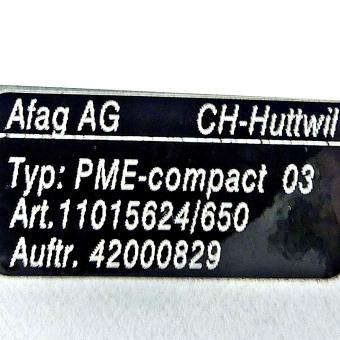 Afag AG CH-Huttwil
Typ: PME-compact 03
Art.11015624/650
Auftr. 42000829